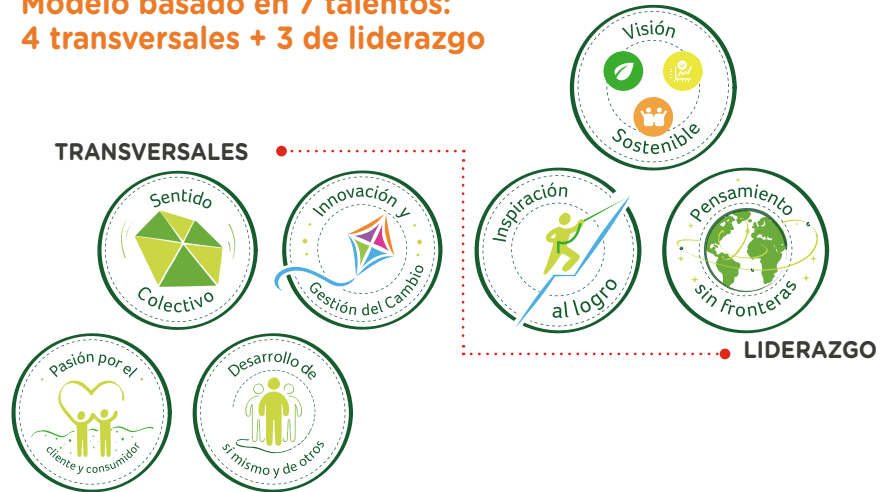 Modelo basado en 7 talentos:
4 transversales + 3 de liderazgo
Visión
Sostenible
TRANSVERSALES
Sentido
Colectivo
Innovación y
Gestión del Cambio
Inspiración
al logro
Pensamiento
sin fronteras
LIDERAZGO
Pasión por el
cliente y consumidor
Desarrollo de
sí mismo y de otros